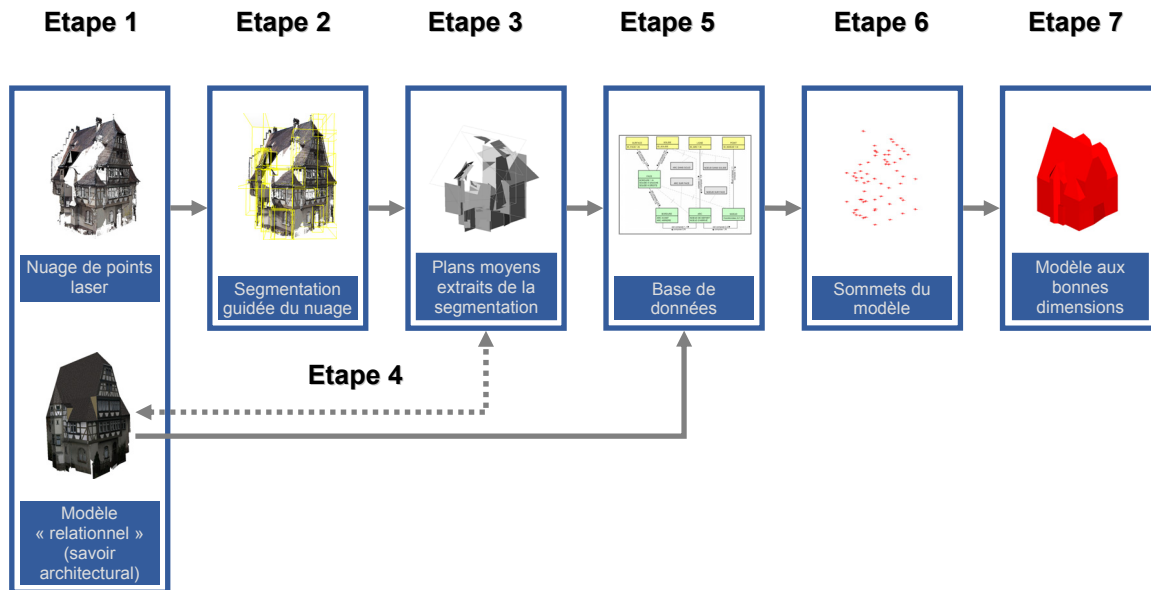 Etape 1
Etape 2
Etape 3
Etape 5
Etape 6
Etape 7
Nuage de points
laser
Segmentation
guidée du nuage
Plans moyens
extraits de la
segmentation
Base de
données
Sommets du
modèle
Modèle aux
bonnes
dimensions
Etape 4
Modèle
« relationnel »
(savoir
architectural)